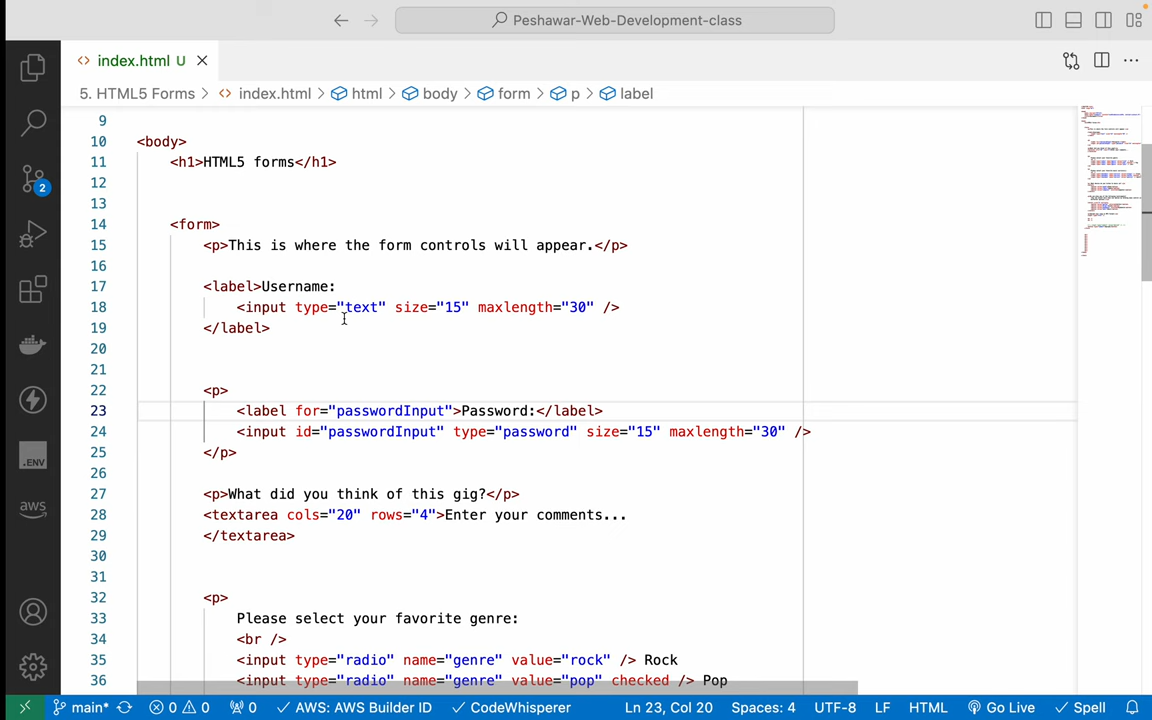 Peshawar-Web-Development-class
index.html U
5. HTML5 Forms > index.html > html > body > form > p > label
9
10 <body>
11 <h1>HTML5 forms</h1>
12
13
14 <form>
15 <p>This is where the form controls will appear.</p>
16
17 <label>Username:
18 <input type="text" size="15" maxlength="30" />
19 </label>
20
21
22 <p>
23 <label for="passwordInput">Password:</label>
24 <input id="passwordInput" type="password" size="15" maxlength="30" />
25 </p>
26
27 <p>What did you think of this gig?</p>
28 <textarea cols="20" rows="4">Enter your comments...
29 </textarea>
30
31
32 <p>
33 Please select your favorite genre:
34 <br />
35 <input type="radio" name="genre" value="rock" /> Rock
36 <input type="radio" name="genre" value="pop" checked /> Pop
2
.ENV
aws
main* 0 0 0 AWS: AWS Builder ID CodeWhisperer Ln 23, Col 20 Spaces: 4 UTF-8 LF HTML Go Live Spell